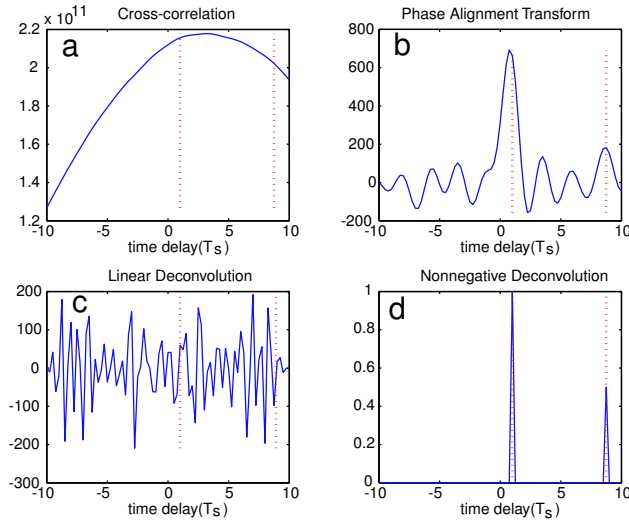 Cross-correlation
2.2 x 10^11
a
2
1.8
1.6
1.4
1.2
-10 -5 0 5 10
time delay(T_s)
Phase Alignment Transform
b
800
600
400
200
0
-200
-10 -5 0 5 10
time delay(T_s)
Linear Deconvolution
c
200
100
0
-100
-200
-300
-10 -5 0 5 10
time delay(T_s)
Nonnegative Deconvolution
d
1
0.8
0.6
0.4
0.2
0
-10 -5 0 5 10
time delay(T_s)